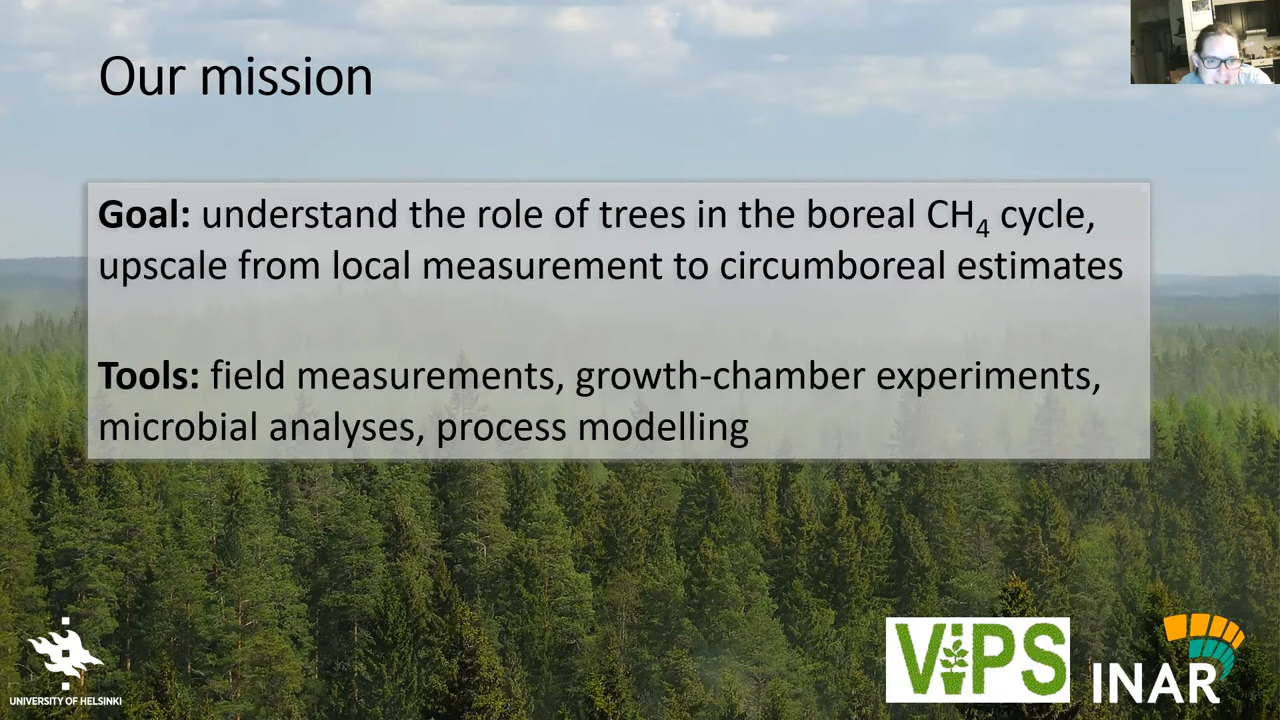 Our mission
Goal: understand the role of trees in the boreal CH₄ cycle,
upscale from local measurement to circumboreal estimates
Tools: field measurements, growth-chamber experiments,
microbial analyses, process modelling
UNIVERSITY OF HELSINKI
ViPS
INAR